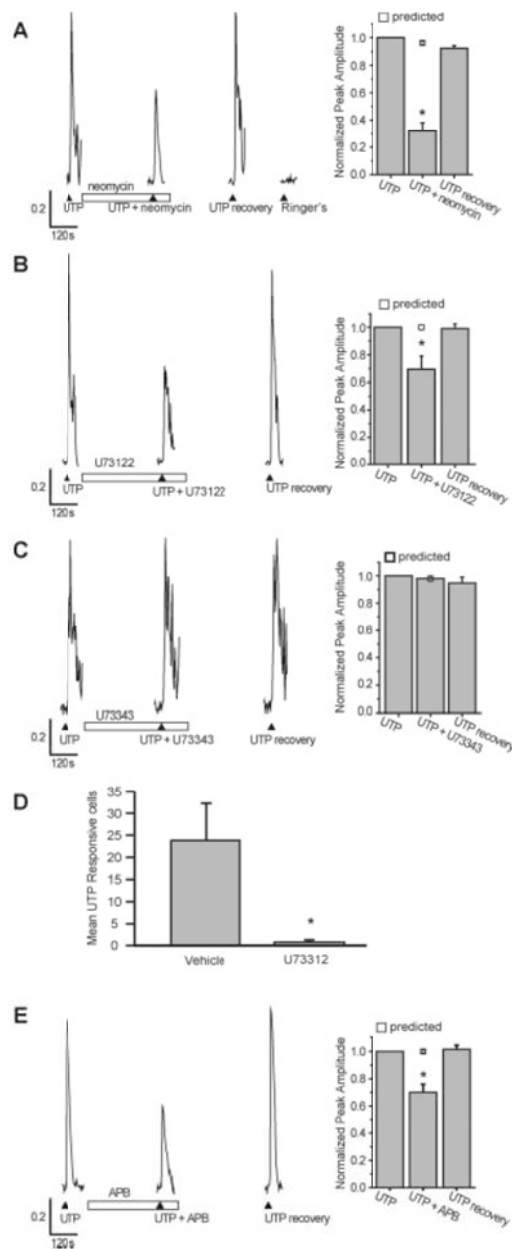 A
predicted
Normalized Peak Amplitude
1.0
0.8
0.6
0.4
0.2
0.0
*
UTP
UTP + neomycin
UTP recovery
neomycin
0.2
120s
UTP
UTP + neomycin
UTP recovery
Ringer's
B
predicted
Normalized Peak Amplitude
1.0
0.8
0.6
0.4
0.2
0.0
*
UTP
UTP + U73122
UTP recovery
U73122
0.2
120s
UTP
UTP + U73122
UTP recovery
C
predicted
Normalized Peak Amplitude
1.0
0.8
0.6
0.4
0.2
0.0
UTP
UTP + U73343
UTP recovery
U73343
0.2
120s
UTP
UTP + U73343
UTP recovery
D
Mean UTP Responsive cells
35
30
25
20
15
10
5
0
*
Vehicle
U73312
E
predicted
Normalized Peak Amplitude
1.0
0.8
0.6
0.4
0.2
0.0
*
UTP
UTP + APB
UTP recovery
APB
0.2
120s
UTP
UTP + APB
UTP recovery